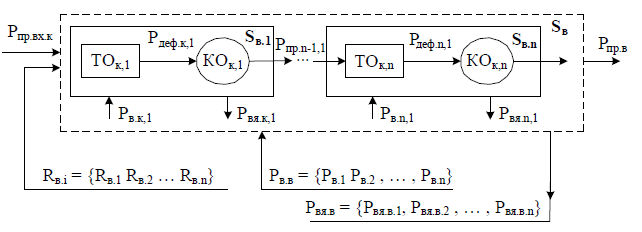 Sв
Pпр.вх.к
Pдеф.к,1
Sв.1
Pпр.n-1,1
Pдеф.n,1
Sв.n
Pпр.в
ТОк,1
КОк,1
...
ТОк,n
КОк,n
Pв.к,1
Pвя.к,1
Pв.n,1
Pвя.n,1
Rв.i = {Rв.1 Rв.2 … Rв.n}
Pв.в = {Pв.1 Pв.2 , … , Pв.n}
Pвя.в = {Pвя.в.1, Pвя.в.2 , … , Pвя.в.n}